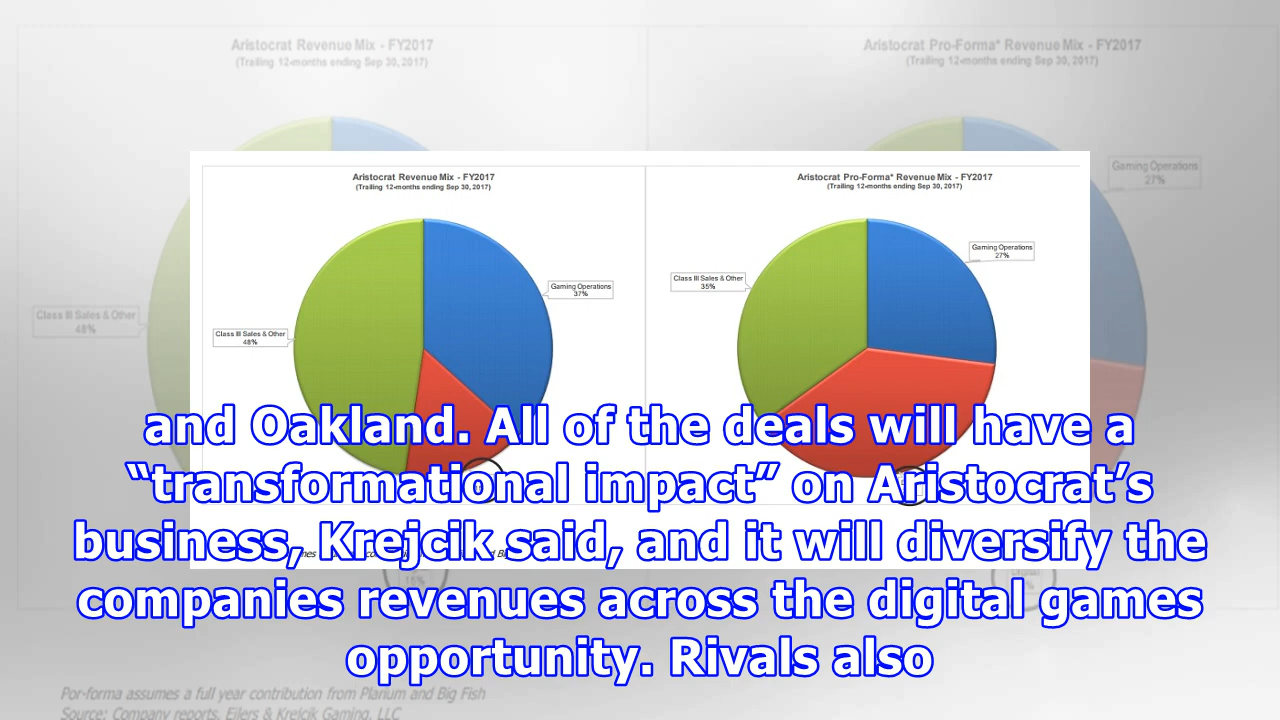 Aristocrat Revenue Mix - FY2017
(Trailing 12-months ending Sep 30, 2017)
Aristocrat Pro-Forma* Revenue Mix - FY2017
(Trailing 12-months ending Sep 30, 2017)
Gaming Operations
27%
Class III Sales & Other
48%
Aristocrat Revenue Mix - FY2017
(Trailing 12-months ending Sep 30, 2017)
Gaming Operations
37%
Class III Sales & Other
48%
Aristocrat Pro-Forma* Revenue Mix - FY2017
(Trailing 12-months ending Sep 30, 2017)
Gaming Operations
27%
Class III Sales & Other
35%
and Oakland. All of the deals will have a
“transformational impact” on Aristocrat’s
business, Krejcik said, and it will diversify the
companies revenues across the digital games
opportunity. Rivals also
Por-forma assumes a full year contribution from Plarium and Big Fish
Source: Company reports, Eilers & Krejcik Gaming, LLC